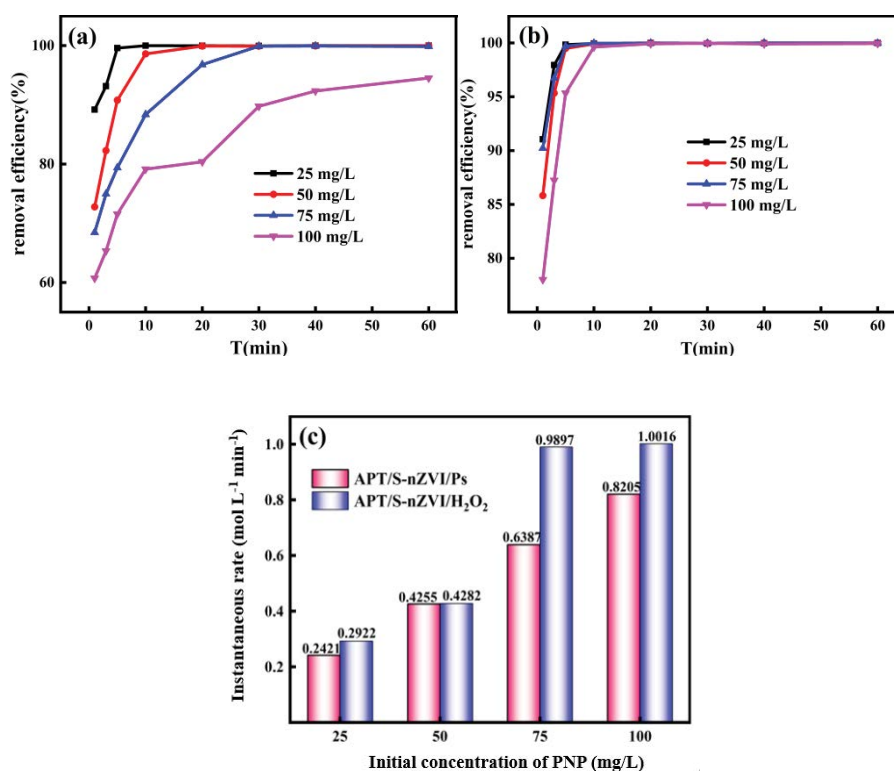 (a)
100
80
60
removal efficiency(%)
25 mg/L
50 mg/L
75 mg/L
100 mg/L
0 10 20 30 40 50 60
T(min)
(b)
100
95
90
85
80
removal efficiency(%)
25 mg/L
50 mg/L
75 mg/L
100 mg/L
0 10 20 30 40 50 60
T(min)
(c)
1.0
0.8
0.6
0.4
0.2
Instantaneous rate (mol L⁻¹ min⁻¹)
APT/S-nZVI/Ps
APT/S-nZVI/H₂O₂
0.2421 0.2922 0.4255 0.4282 0.6387 0.9897 0.8205 1.0016
25 50 75 100
Initial concentration of PNP (mg/L)